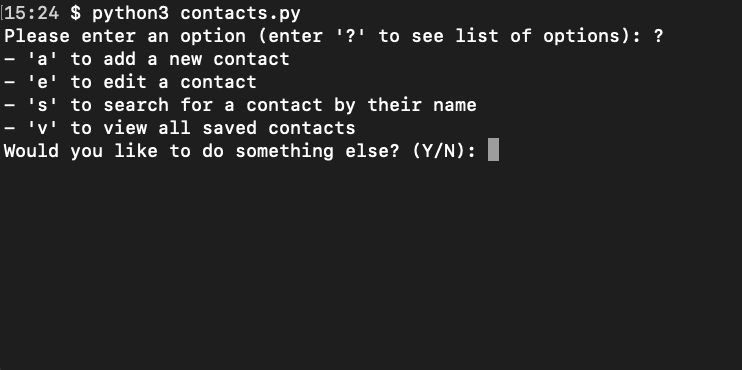 [15:24 $ python3 contacts.py
Please enter an option (enter '?' to see list of options): ?
– 'a' to add a new contact
– 'e' to edit a contact
– 's' to search for a contact by their name
– 'v' to view all saved contacts
Would you like to do something else? (Y/N):